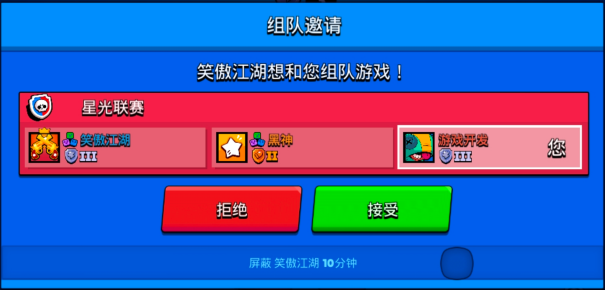 组队邀请
笑傲江湖想和您组队游戏！
星光联赛
笑傲江湖
III
黑神
II
游戏开发
III
您
拒绝
接受
屏蔽 笑傲江湖 10分钟